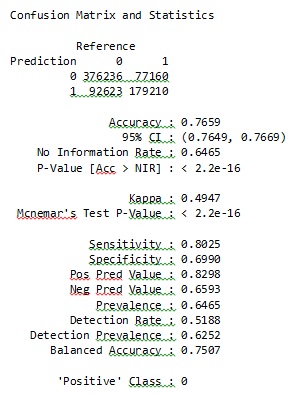 Confusion Matrix and Statistics
Reference
Prediction 0 1
0 376236 77160
1 92623 179210
Accuracy : 0.7659
95% CI : (0.7649, 0.7669)
No Information Rate : 0.6465
P-Value [Acc > NIR] : < 2.2e-16
Kappa : 0.4947
Mcnemar's Test P-Value : < 2.2e-16
Sensitivity : 0.8025
Specificity : 0.6990
Pos Pred Value : 0.8298
Neg Pred Value : 0.6593
Prevalence : 0.6465
Detection Rate : 0.5188
Detection Prevalence : 0.6252
Balanced Accuracy : 0.7507
'Positive' Class : 0